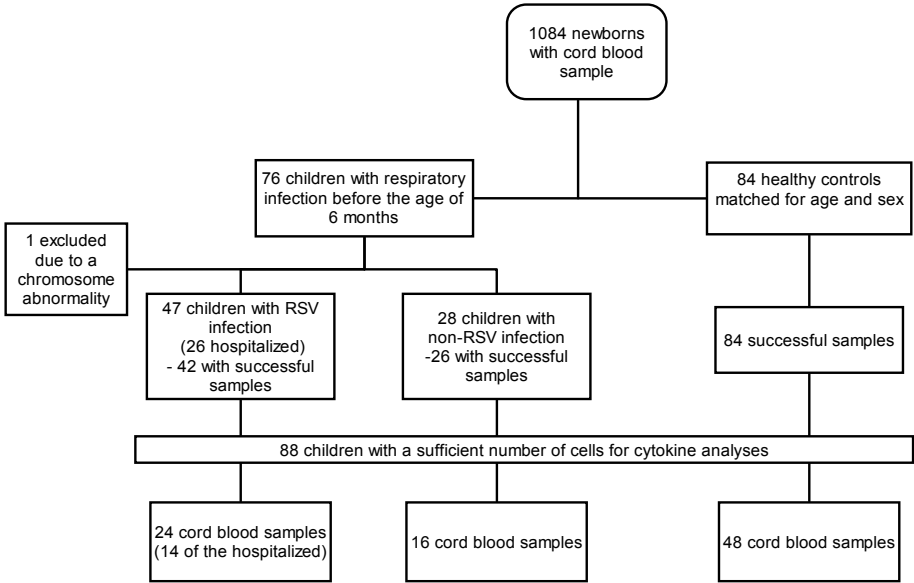 1084 newborns
with cord blood
sample
76 children with respiratory
infection before the age of
6 months
84 healthy controls
matched for age and sex
1 excluded
due to a
chromosome
abnormality
47 children with RSV
infection
(26 hospitalized)
- 42 with successful
samples
28 children with
non-RSV infection
-26 with successful
samples
84 successful samples
88 children with a sufficient number of cells for cytokine analyses
24 cord blood samples
(14 of the hospitalized)
16 cord blood samples
48 cord blood samples